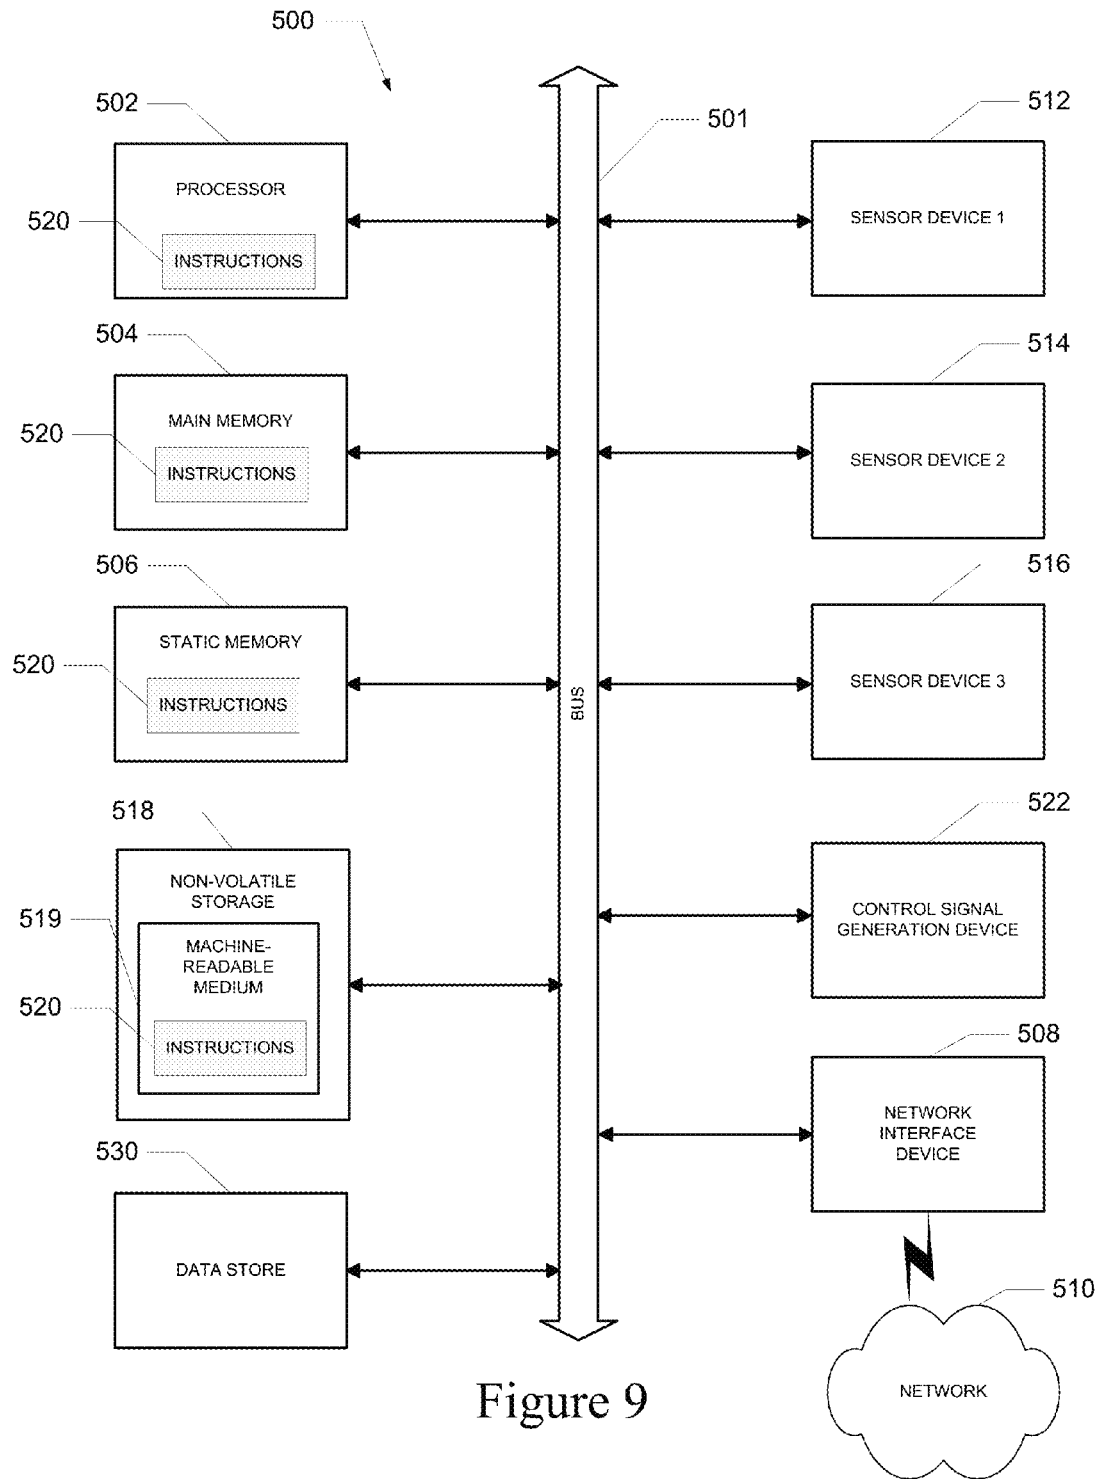 500
502
PROCESSOR
520
INSTRUCTIONS
504
MAIN MEMORY
520
INSTRUCTIONS
506
STATIC MEMORY
520
INSTRUCTIONS
518
NON-VOLATILE
STORAGE
519
MACHINE-
READABLE
MEDIUM
520
INSTRUCTIONS
530
DATA STORE
501
BUS
512
SENSOR DEVICE 1
514
SENSOR DEVICE 2
516
SENSOR DEVICE 3
522
CONTROL SIGNAL
GENERATION DEVICE
508
NETWORK
INTERFACE
DEVICE
510
NETWORK
Figure 9